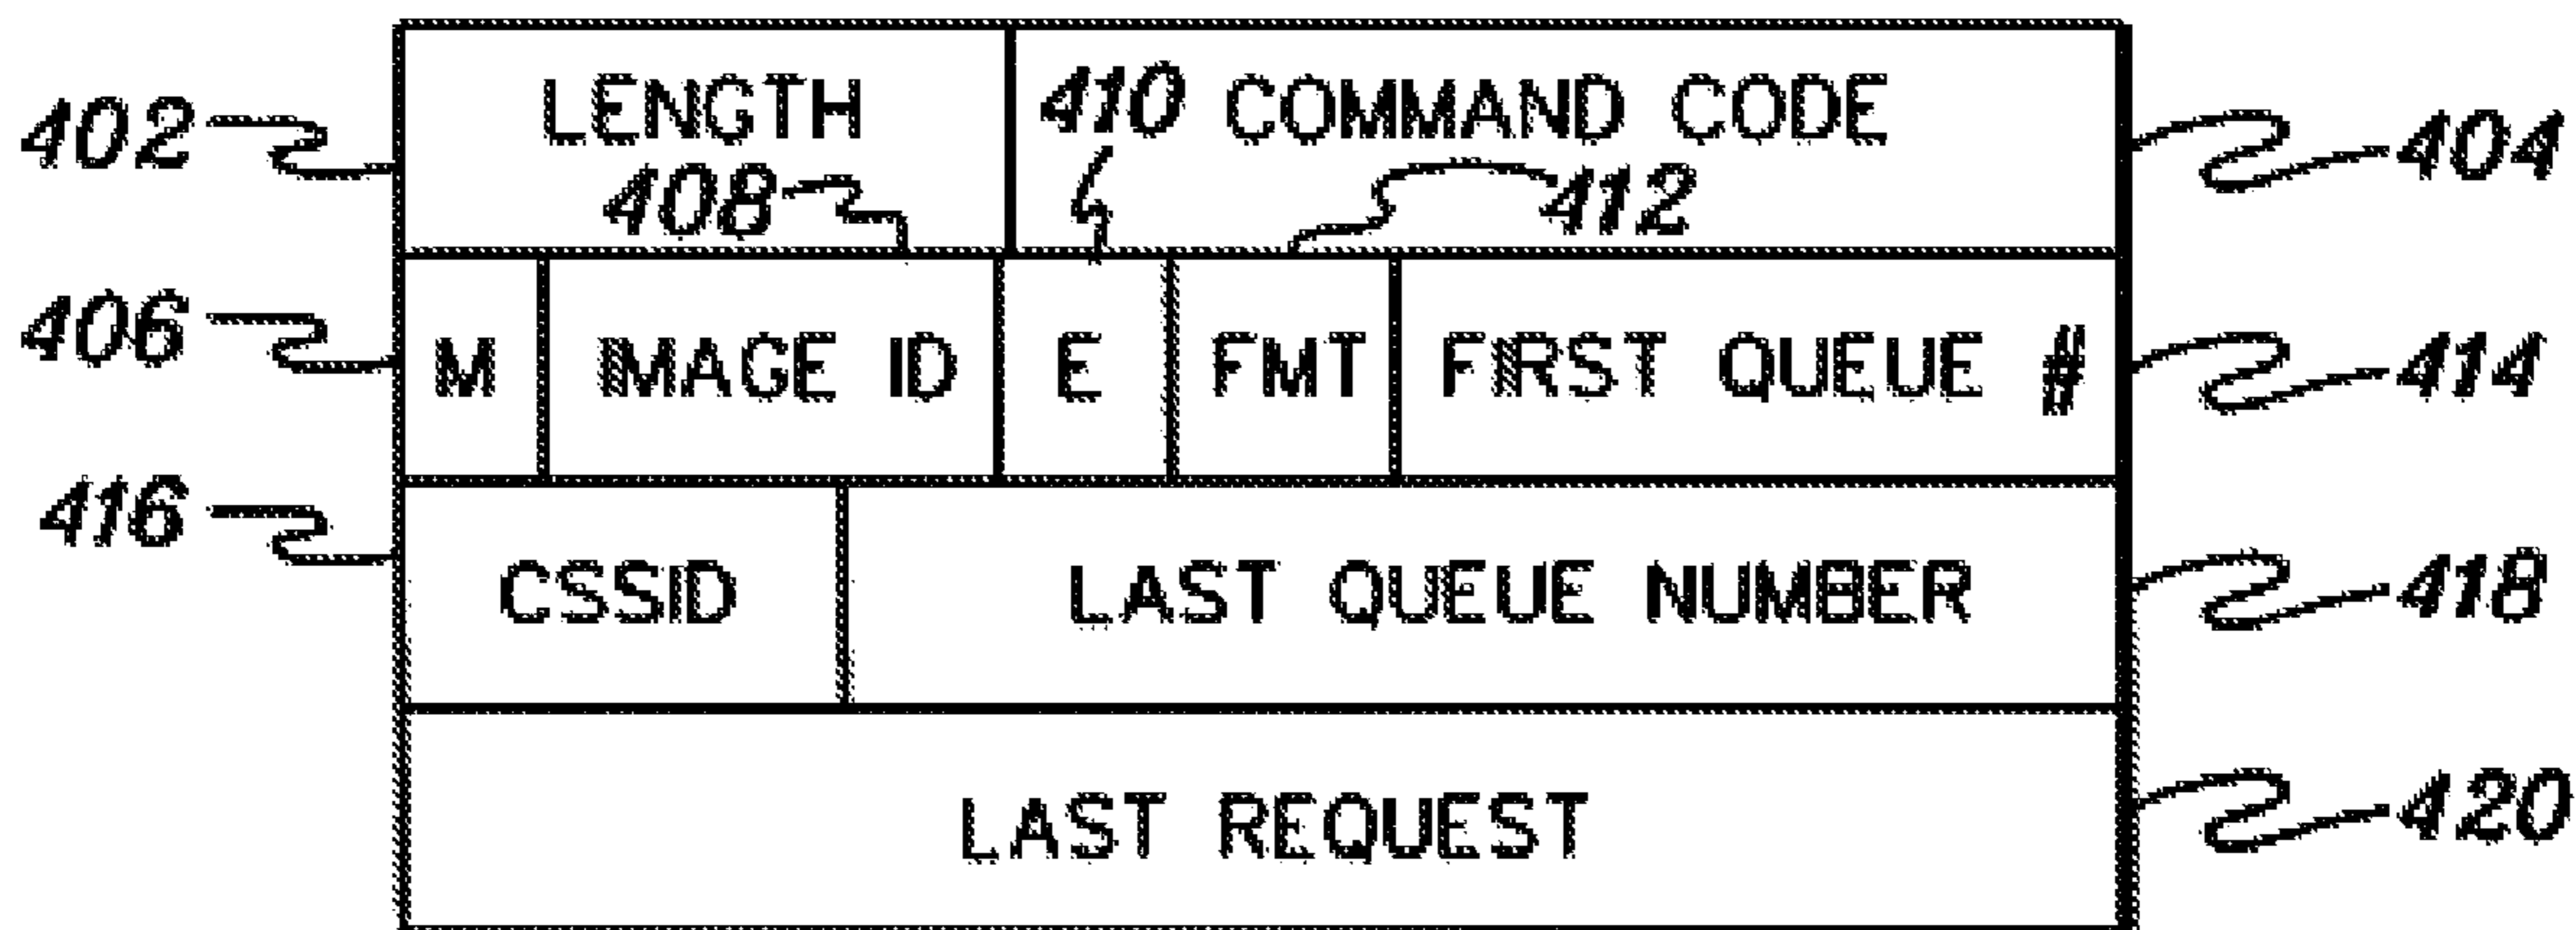 402 LENGTH 410 COMMAND CODE 404
408 412
406 M IMAGE ID E FMT FIRST QUEUE # 414
416 CSSID LAST QUEUE NUMBER 418
LAST REQUEST 420